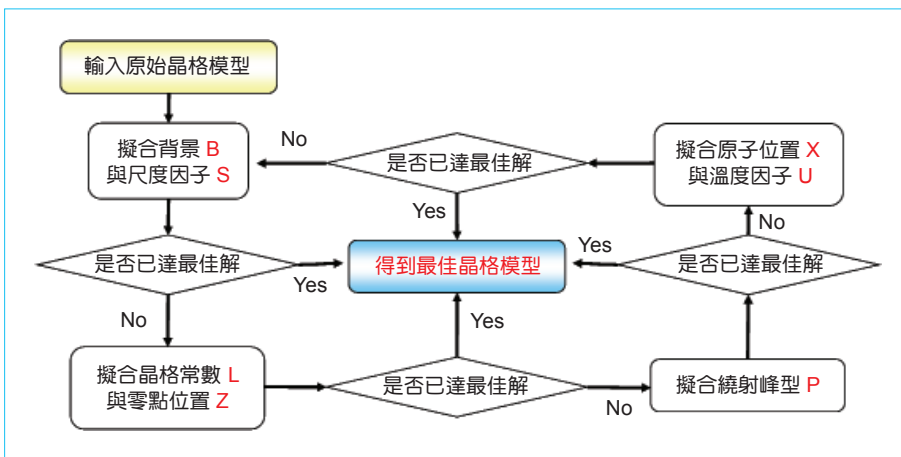 輸入原始晶格模型
擬合背景 B
與尺度因子 S
No
是否已達最佳解
擬合原子位置 X
與溫度因子 U
Yes
No
是否已達最佳解
Yes
得到最佳晶格模型
Yes
是否已達最佳解
No
Yes
擬合晶格常數 L
與零點位置 Z
是否已達最佳解
No
擬合繞射峰型 P